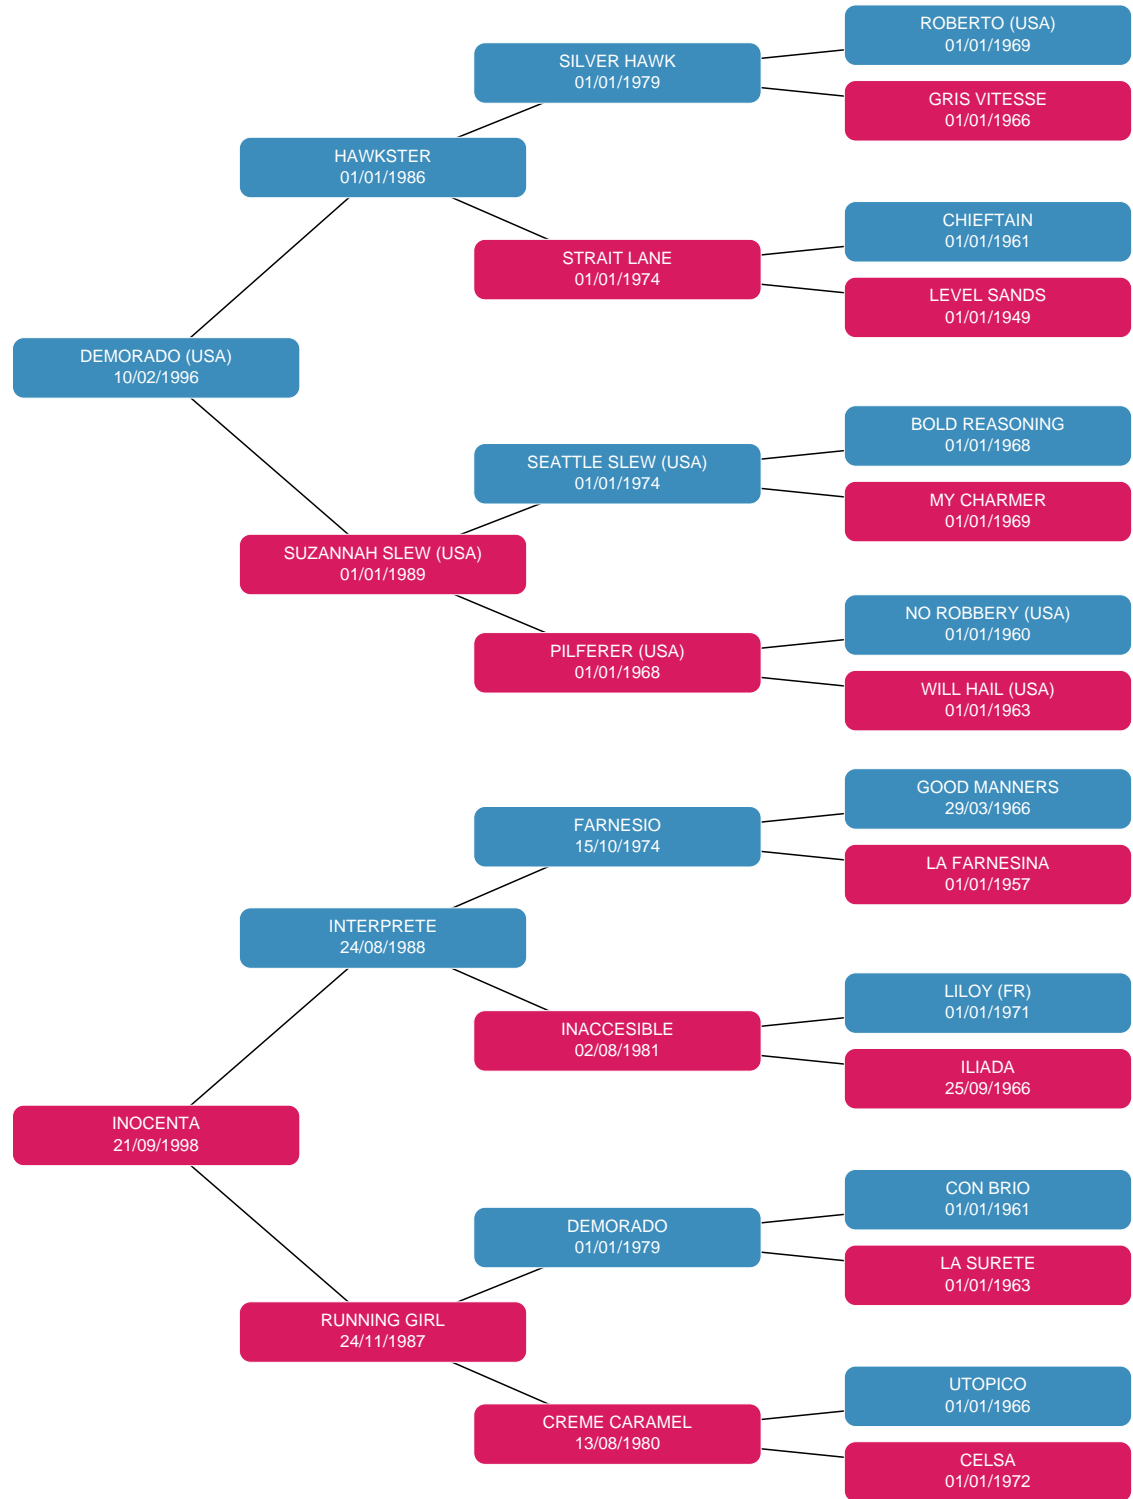 ROBERTO (USA)
01/01/1969
SILVER HAWK
01/01/1979
GRIS VITESSE
01/01/1966
HAWKSTER
01/01/1986
CHIEFTAIN
01/01/1961
STRAIT LANE
01/01/1974
LEVEL SANDS
01/01/1949
DEMORADO (USA)
10/02/1996
BOLD REASONING
01/01/1968
SEATTLE SLEW (USA)
01/01/1974
MY CHARMER
01/01/1969
SUZANNAH SLEW (USA)
01/01/1989
NO ROBBERY (USA)
01/01/1960
PILFERER (USA)
01/01/1968
WILL HAIL (USA)
01/01/1963
GOOD MANNERS
29/03/1966
FARNESIO
15/10/1974
LA FARNESINA
01/01/1957
INTERPRETE
24/08/1988
LILOY (FR)
01/01/1971
INACCESIBLE
02/08/1981
ILIADA
25/09/1966
INOCENTA
21/09/1998
CON BRIO
01/01/1961
DEMORADO
01/01/1979
LA SURETE
01/01/1963
RUNNING GIRL
24/11/1987
UTOPICO
01/01/1966
CREME CARAMEL
13/08/1980
CELSA
01/01/1972